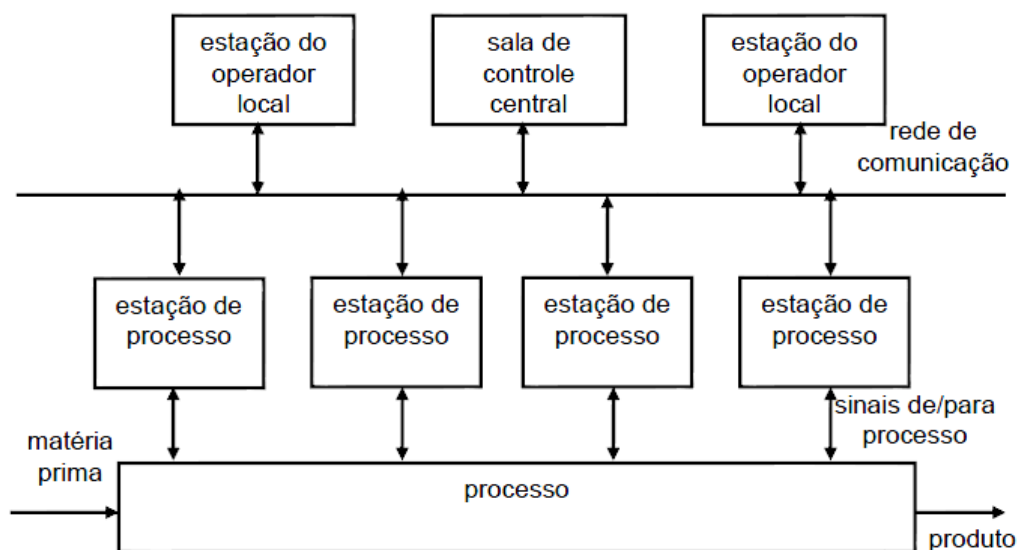 estação do
operador
local
sala de
controle
central
estação do
operador
local
rede de
comunicação
estação de
processo
estação de
processo
estação de
processo
estação de
processo
sinais de/para
processo
matéria
prima
processo
produto